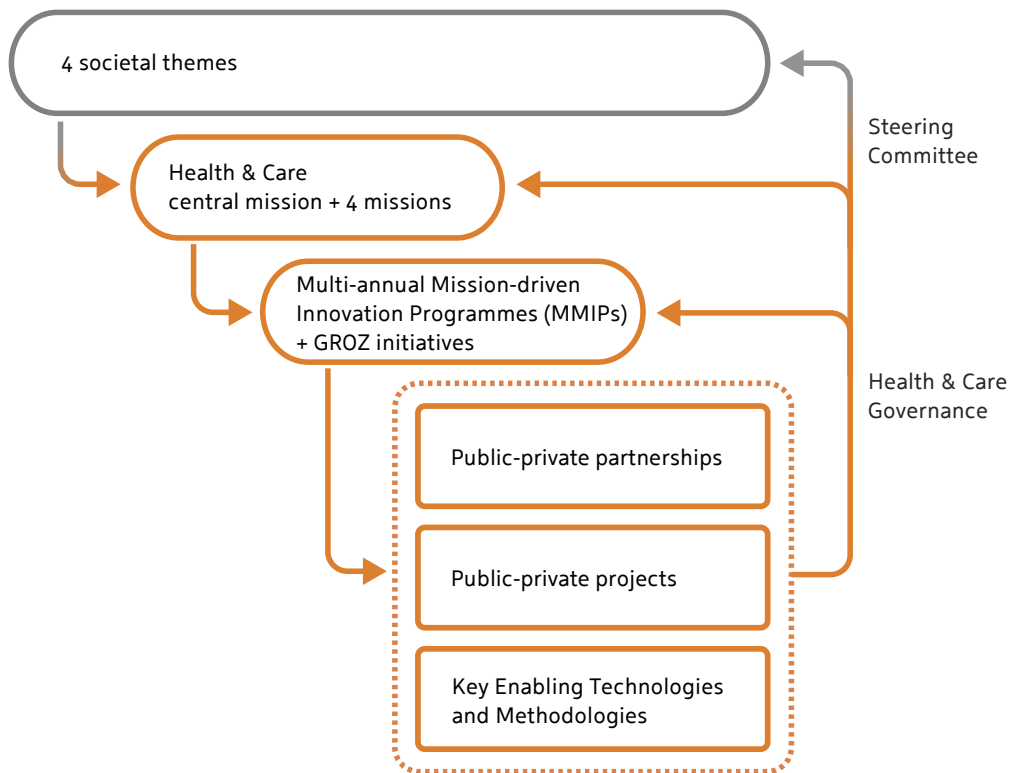 4 societal themes
Steering
Committee
Health & Care
central mission + 4 missions
Multi-annual Mission-driven
Innovation Programmes (MMIPs)
+ GROZ initiatives
Health & Care
Governance
Public-private partnerships
Public-private projects
Key Enabling Technologies
and Methodologies